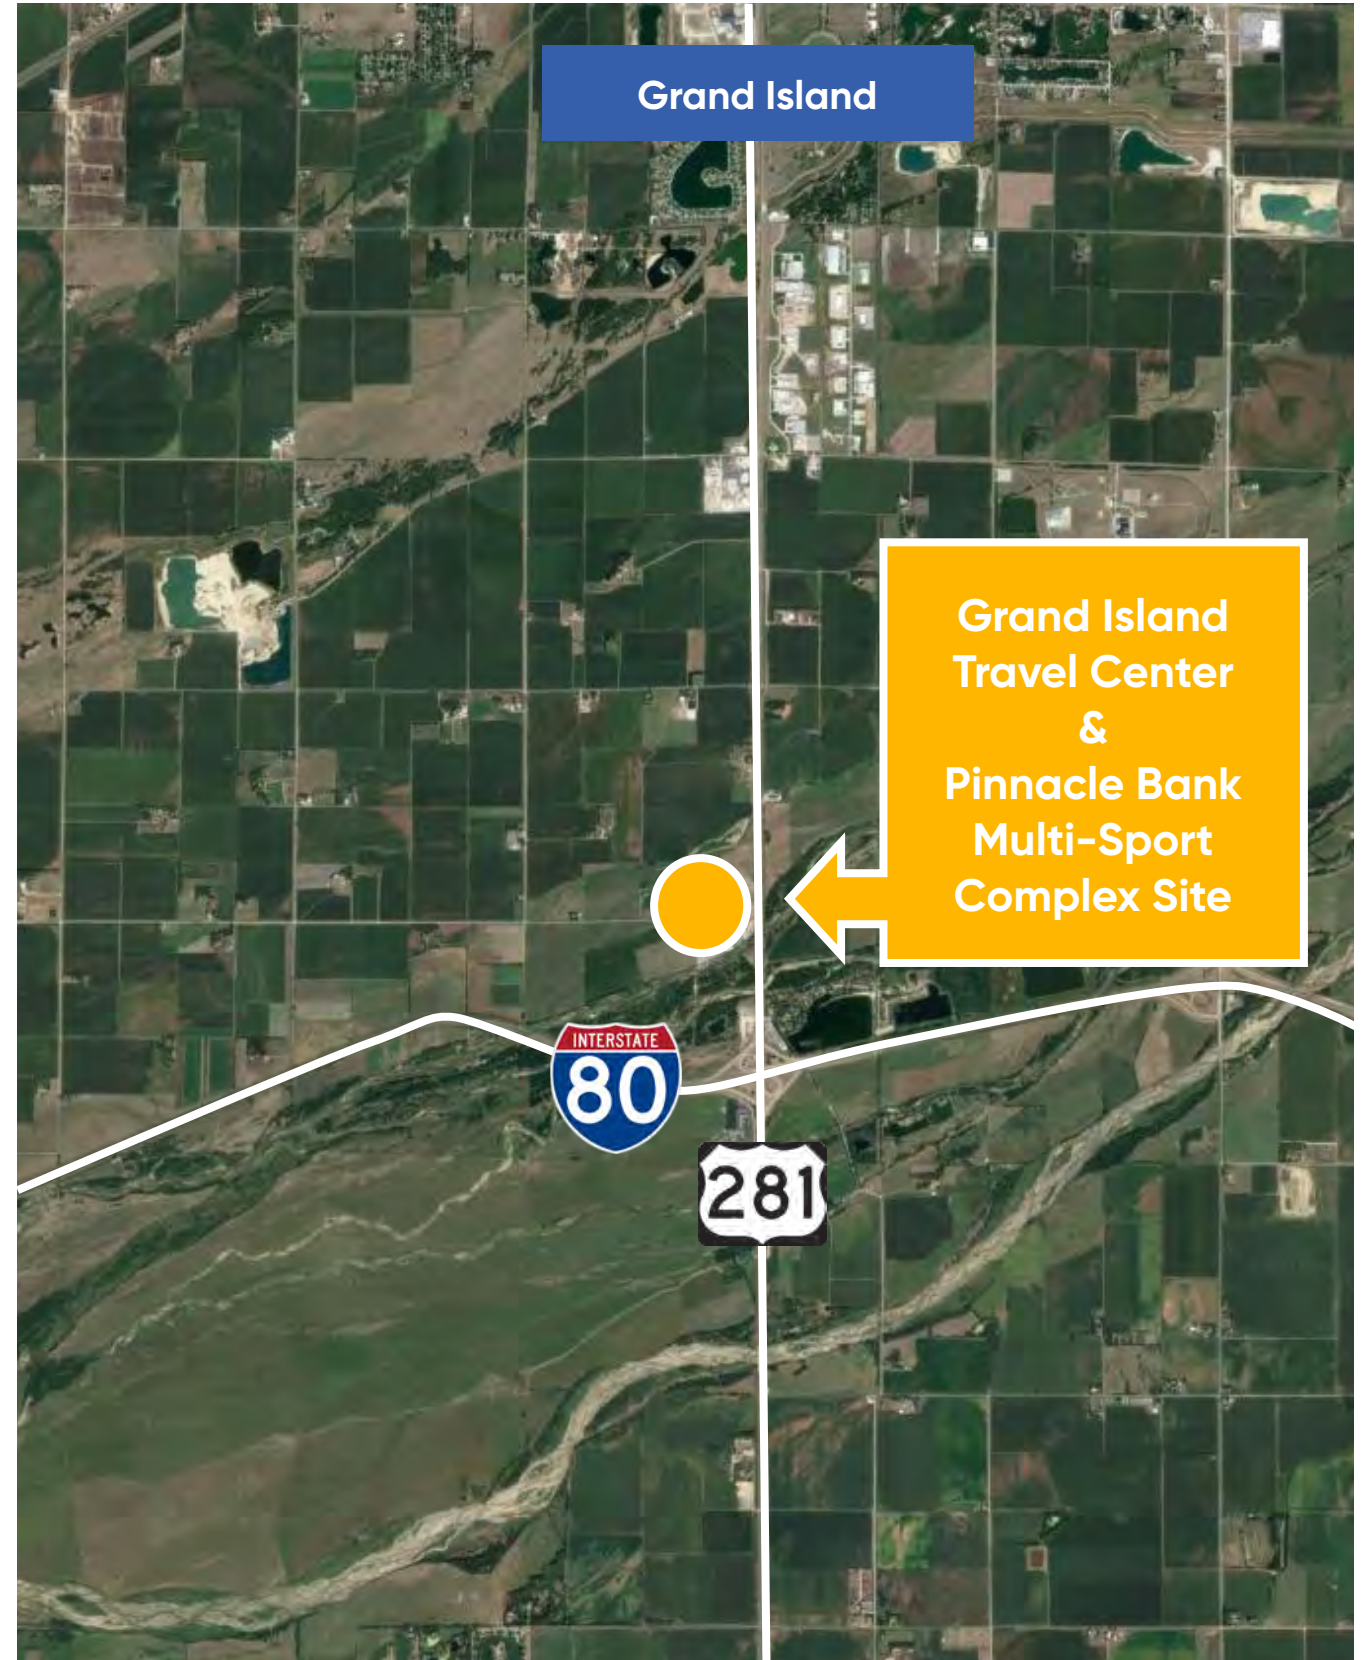 Grand Island
Grand Island
Travel Center
&
Pinnacle Bank
Multi-Sport
Complex Site
INTERSTATE
80
281